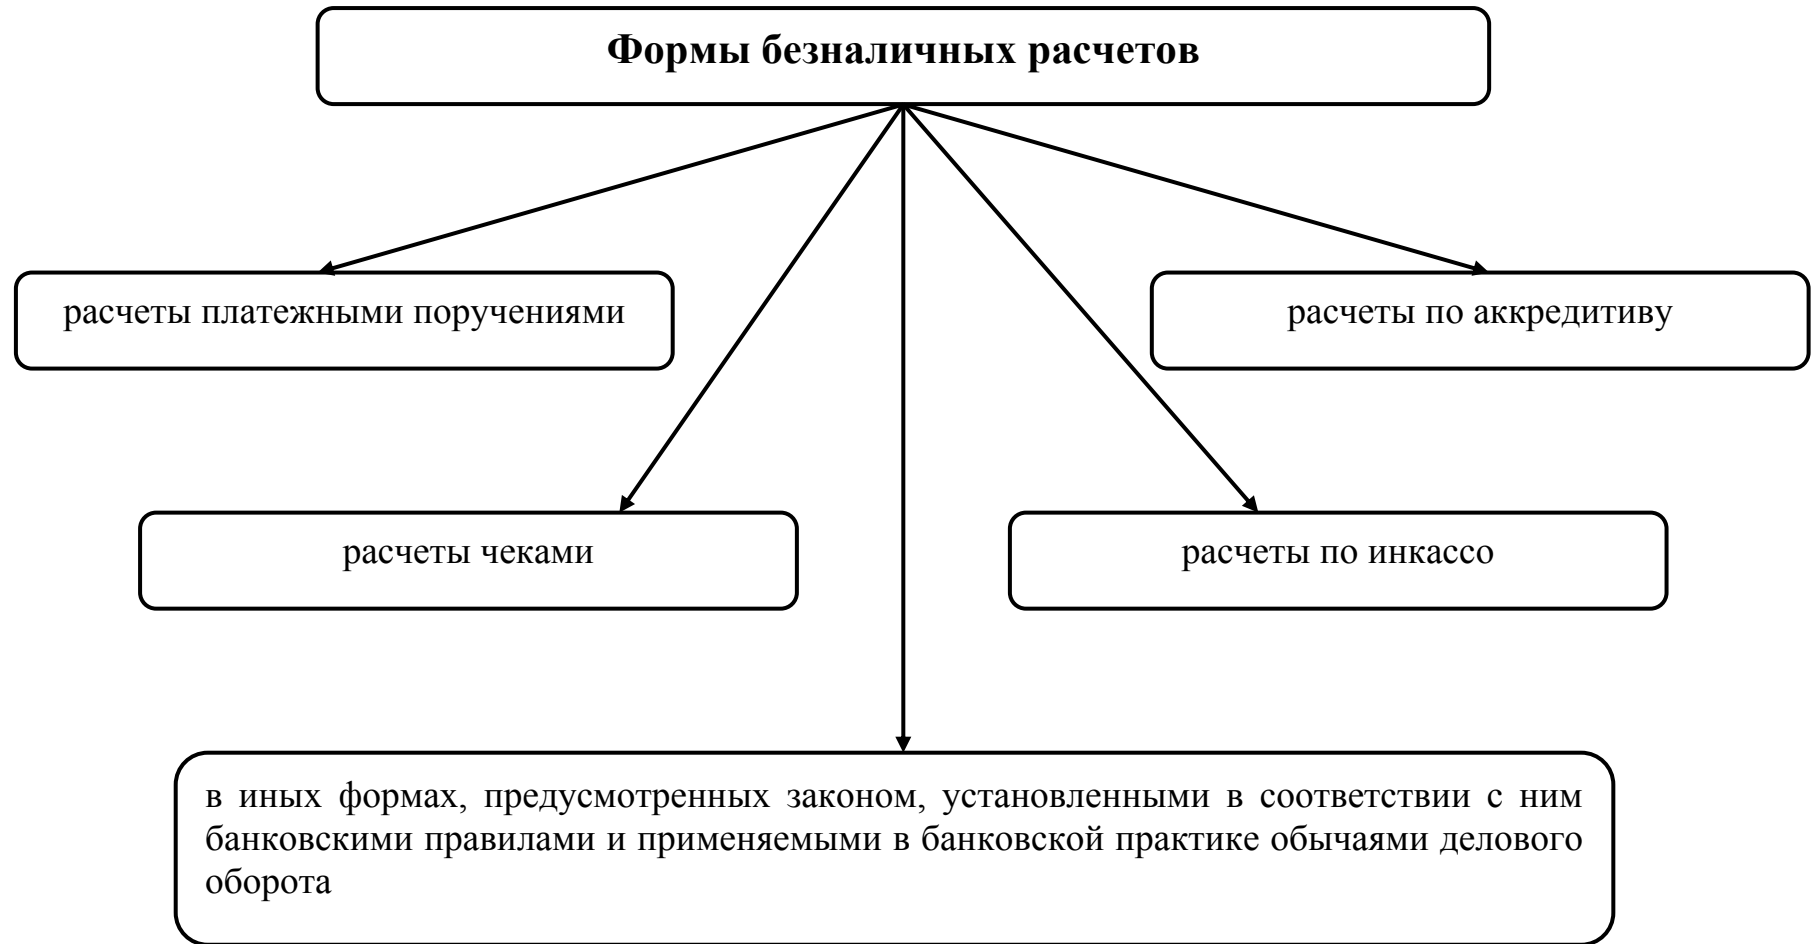 Формы безналичных расчетов
расчеты платежными поручениями
расчеты по аккредитиву
расчеты чеками
расчеты по инкассо
в иных формах, предусмотренных законом, установленными в соответствии с ним
банковскими правилами и применяемыми в банковской практике обычаями делового
оборота